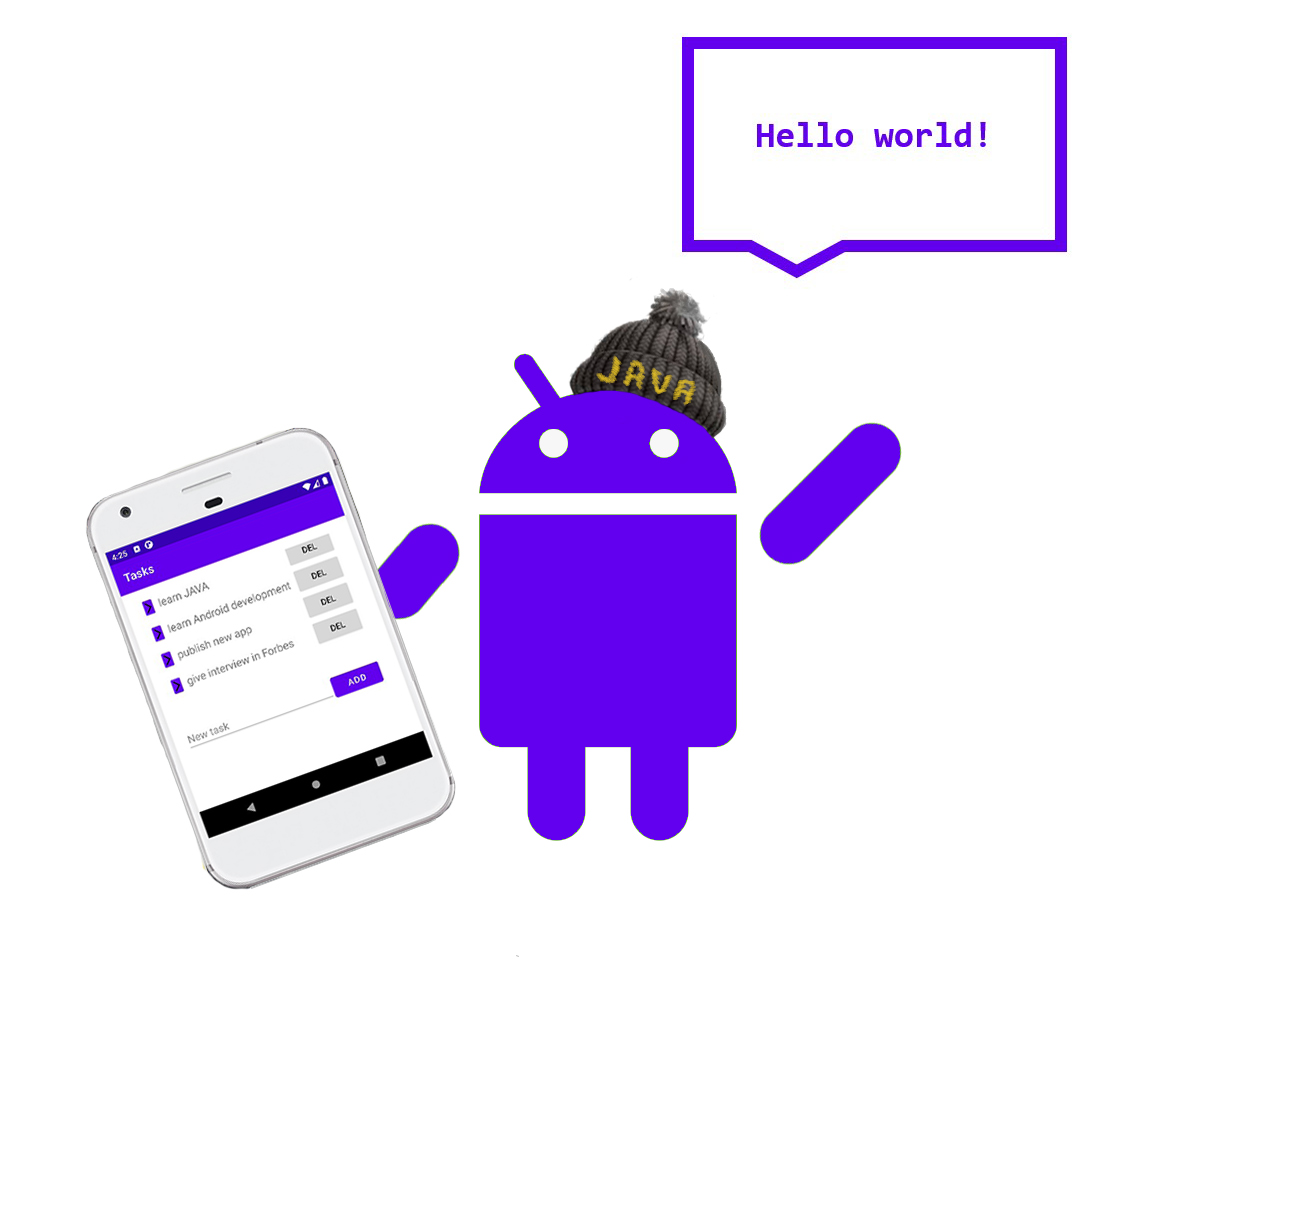 Hello world!
JAVA
4:25
Tasks
learn JAVA
DEL
learn Android development
DEL
publish new app
DEL
give interview in Forbes
DEL
New task
ADD